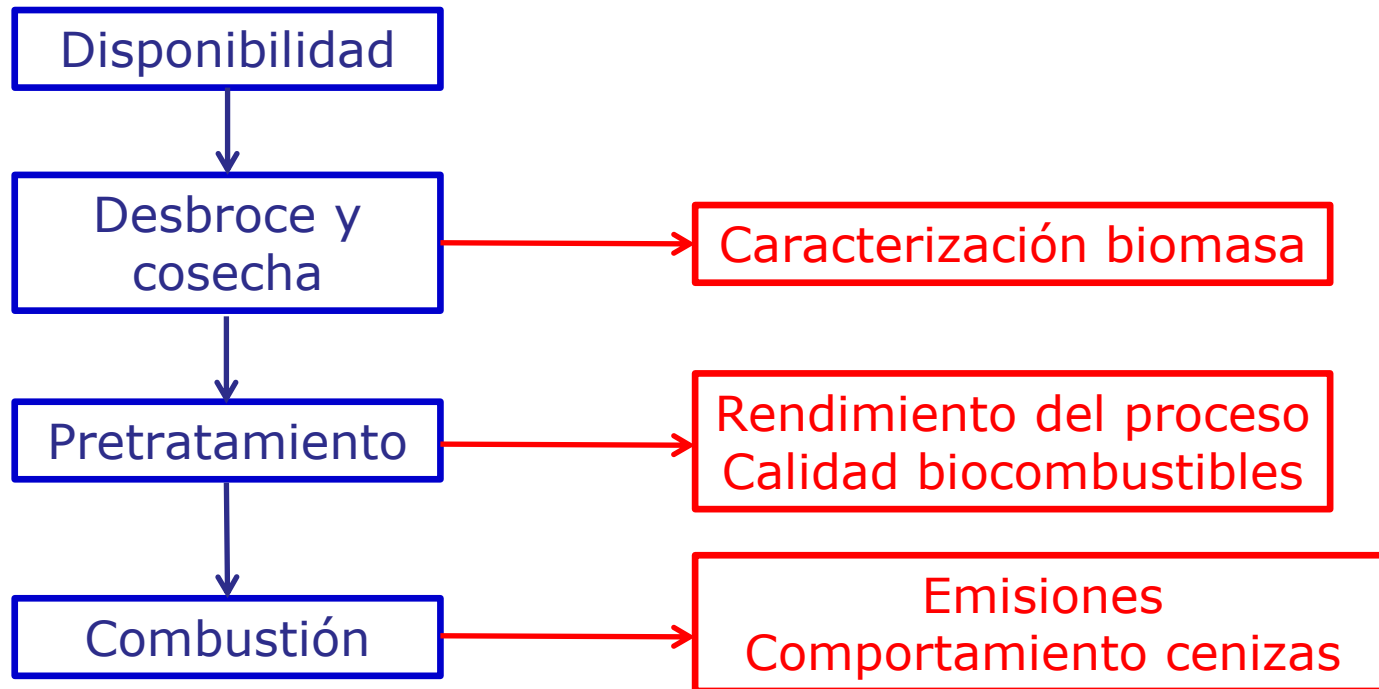 Disponibilidad
Desbroce y
cosecha
Caracterización biomasa
Pretratamiento
Rendimiento del proceso
Calidad biocombustibles
Combustión
Emisiones
Comportamiento cenizas